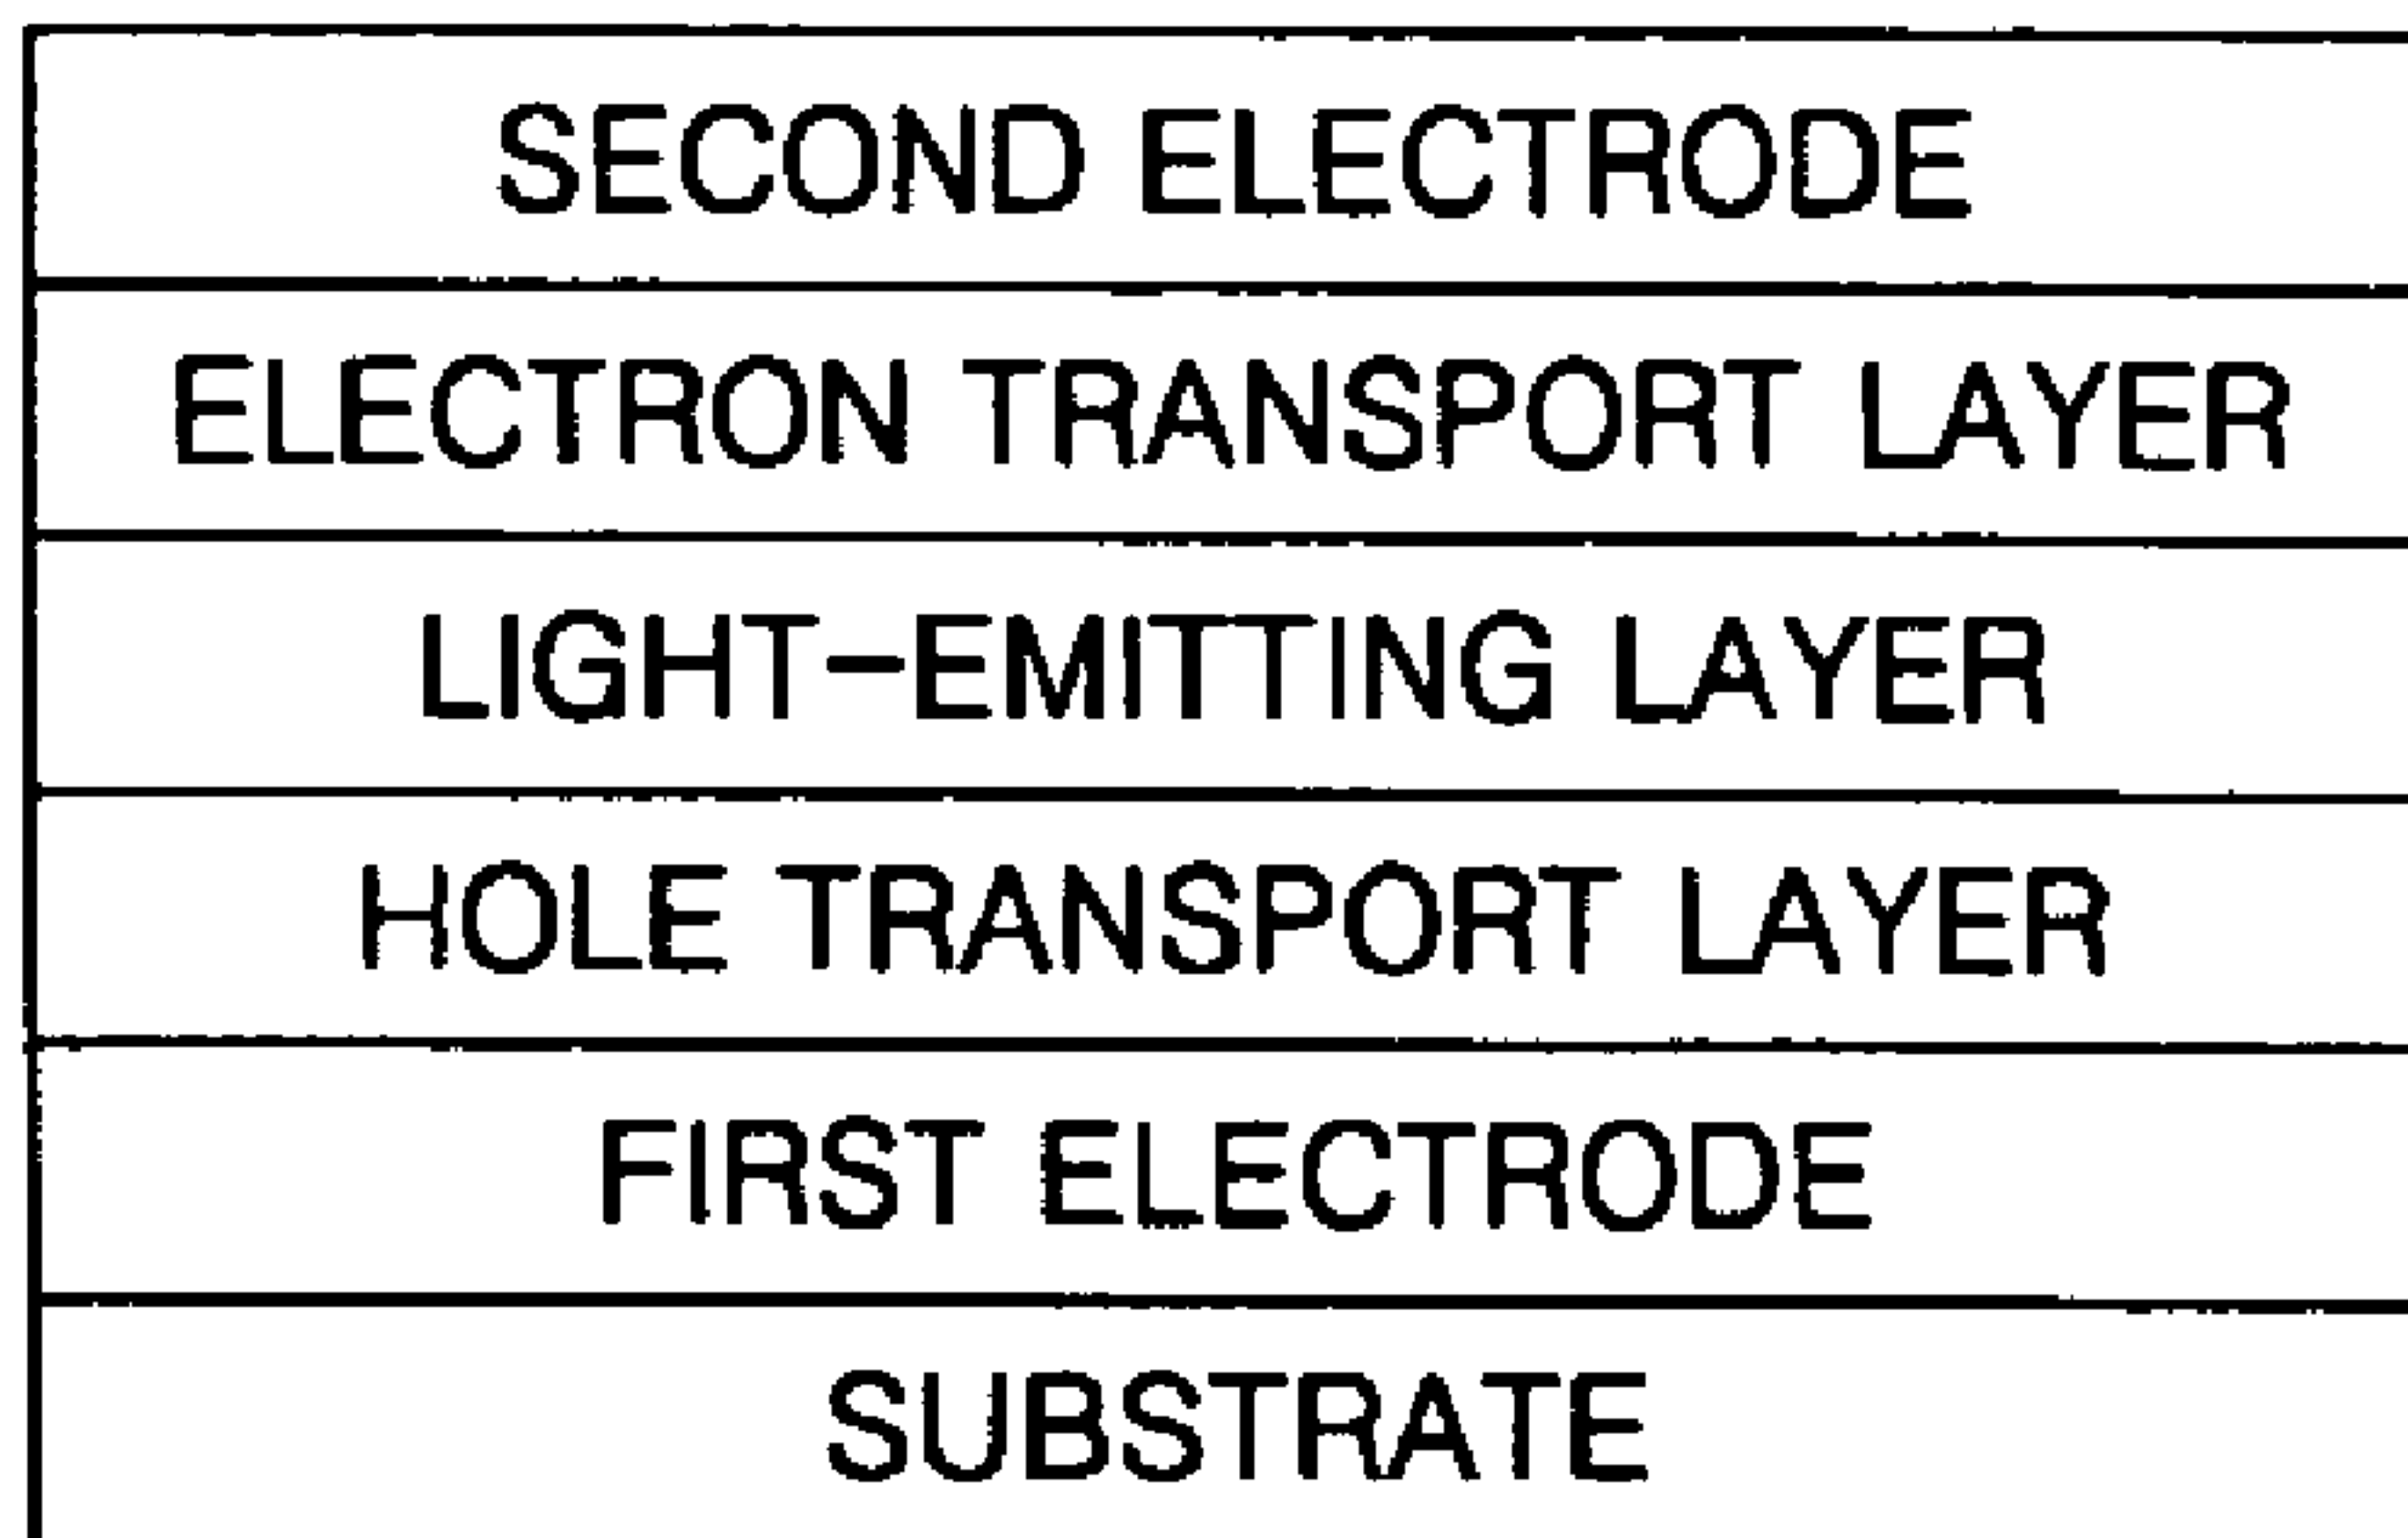 SECOND ELECTRODE
ELECTRON TRANSPORT LAYER
LIGHT-EMITTING LAYER
HOLE TRANSPORT LAYER
FIRST ELECTRODE
SUBSTRATE